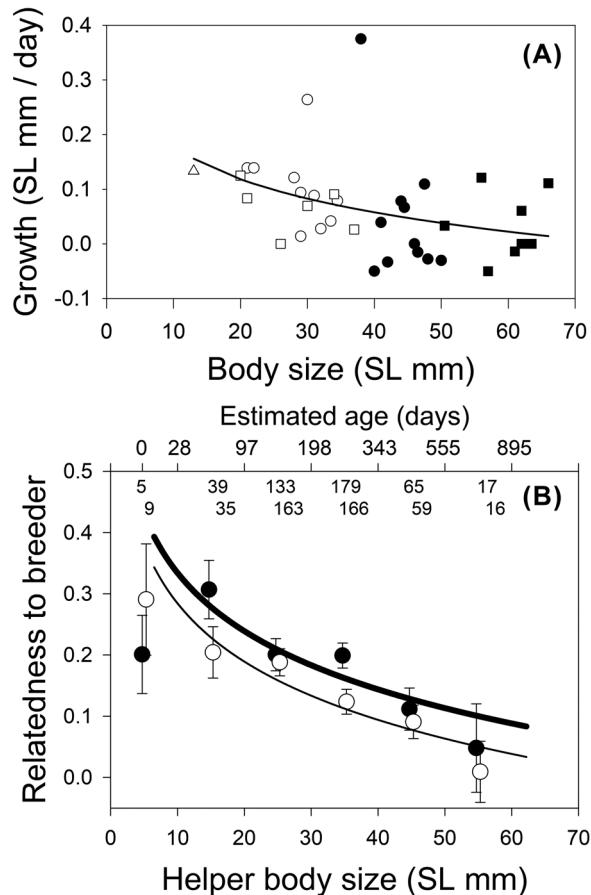 (A)
Growth (SL mm / day)
0.4
0.3
0.2
0.1
0.0
-0.1
0 10 20 30 40 50 60 70
Body size (SL mm)
Estimated age (days)
0 28 97 198 343 555 895
(B)
Relatedness to breeder
0.5
0.4
0.3
0.2
0.1
0.0
5 39 133 179 65 17
9 35 163 166 59 16
0 10 20 30 40 50 60 70
Helper body size (SL mm)